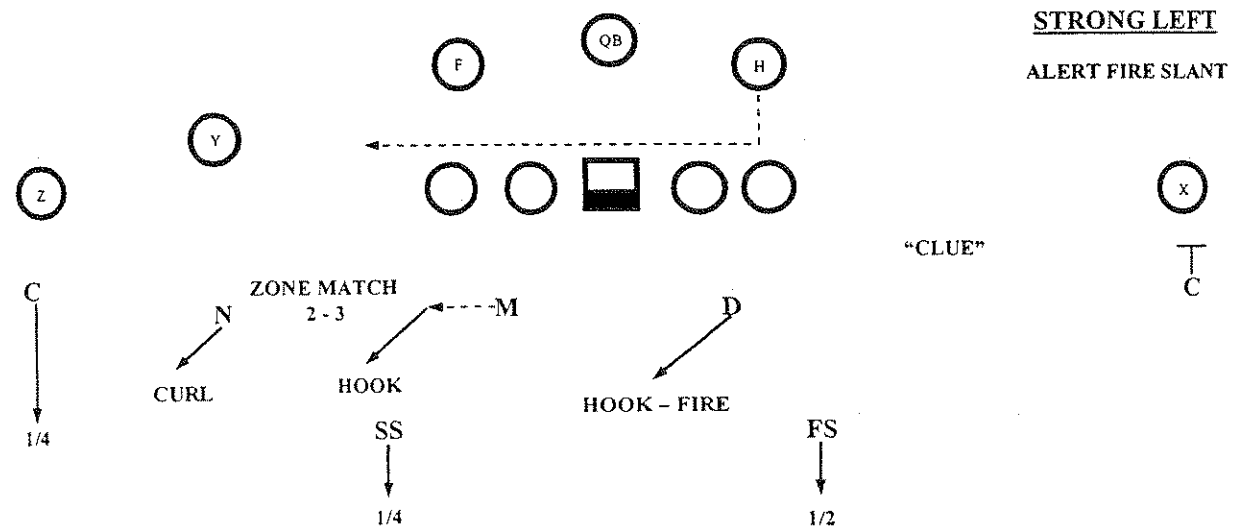 STRONG LEFT
ALERT FIRE SLANT
QB
F
H
Y
Z
X
"CLUE"
C
C
N
ZONE MATCH
2 - 3
M
D
CURL
HOOK
HOOK – FIRE
1/4
SS
FS
1/4
1/2